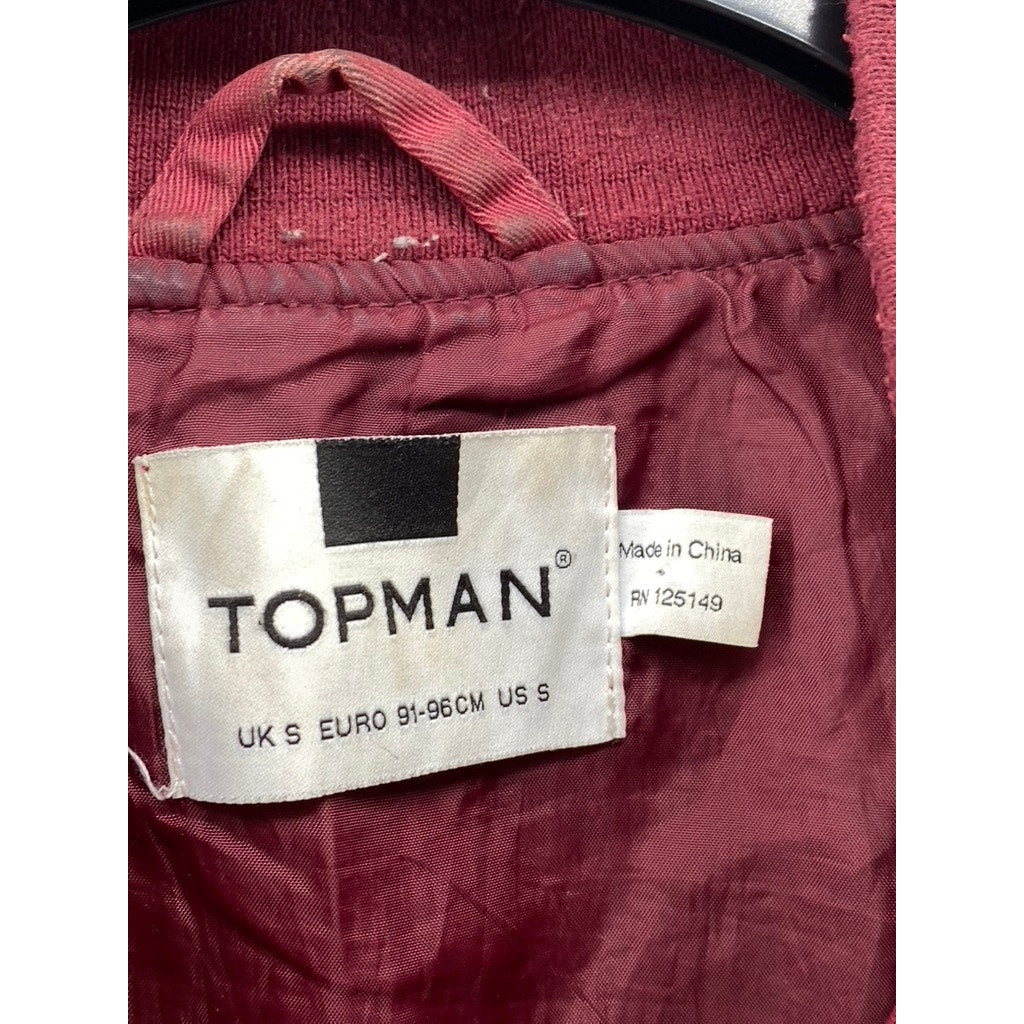 TOPMAN®
UK S EURO 91-96CM US S
Made in China
RN 125149